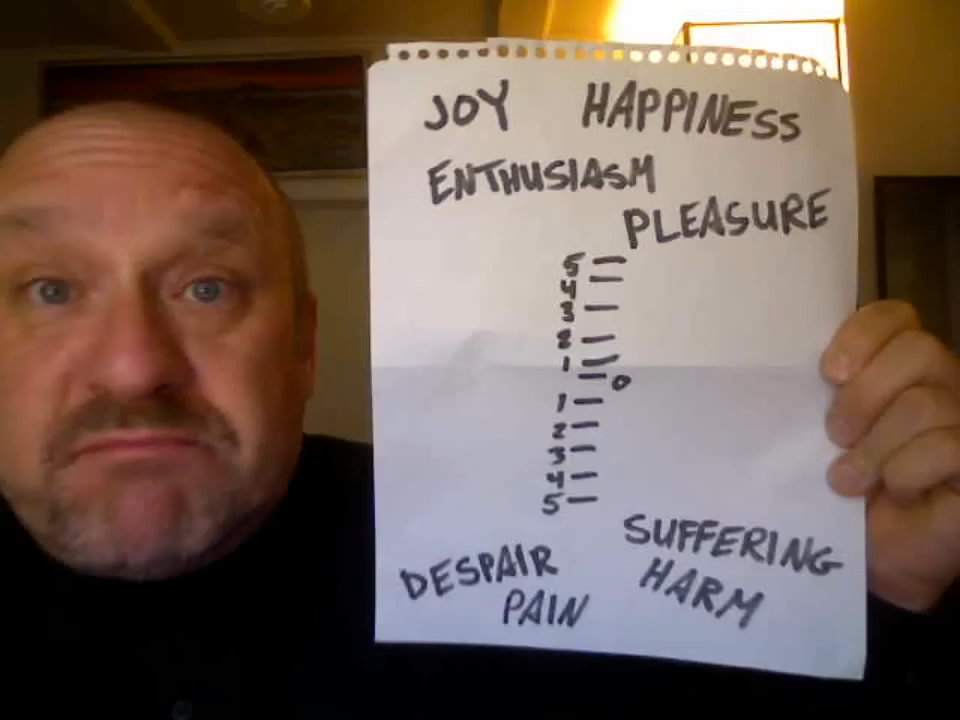 JOY HAPPINESS
ENTHUSIASM
PLEASURE
5
4
3
2
1
0
1
2
3
4
5
SUFFERING
DESPAIR HARM
PAIN